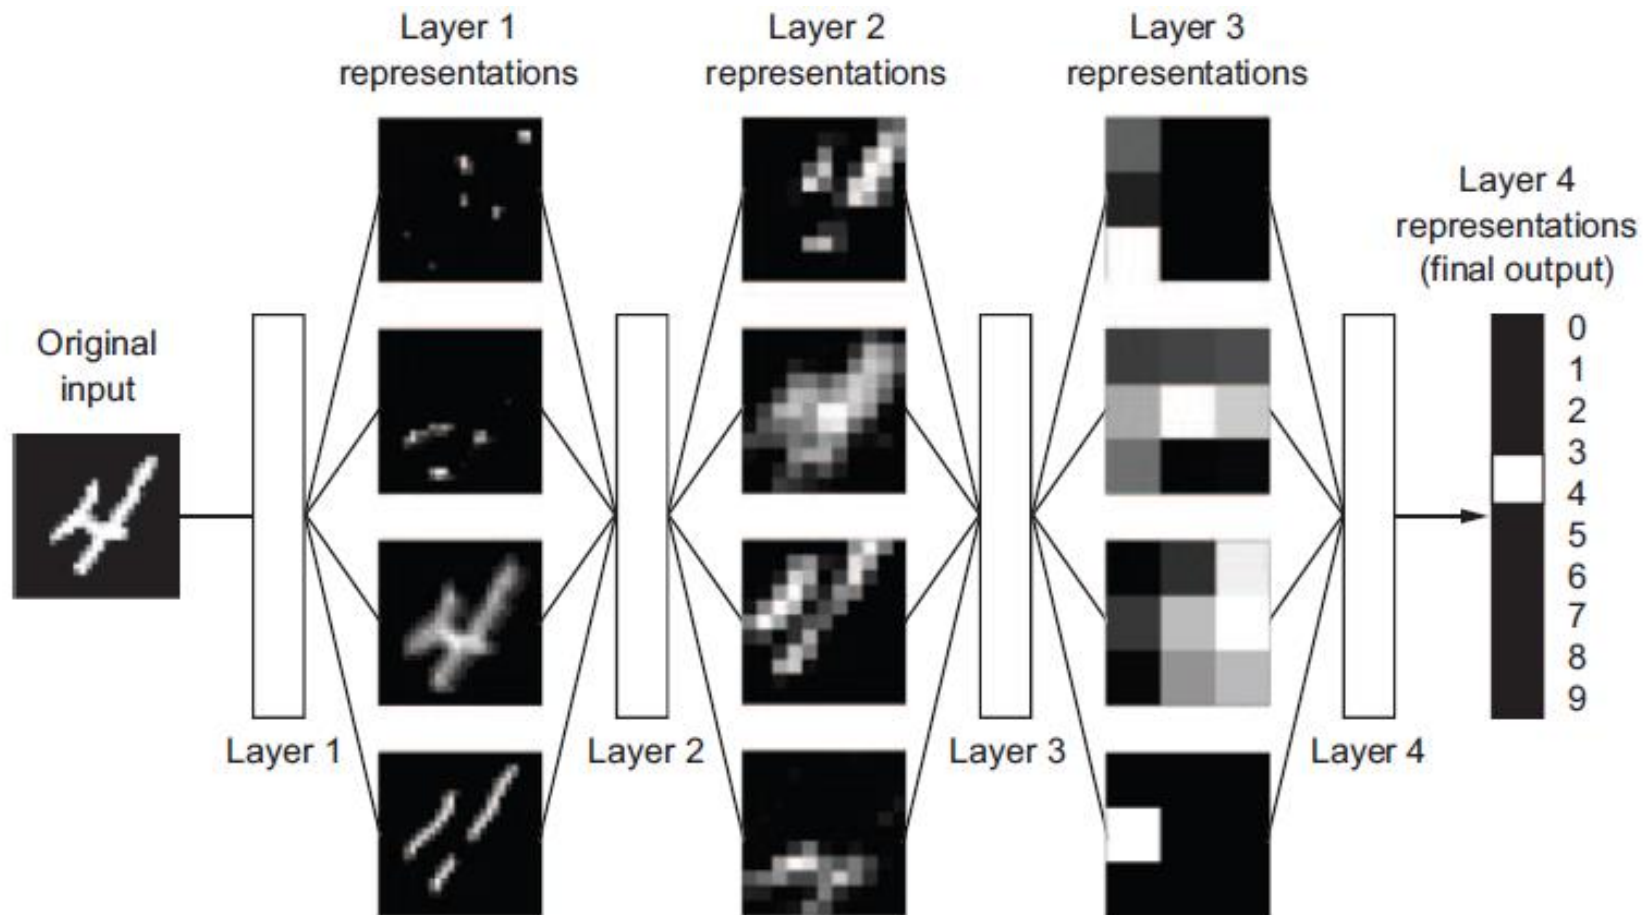 Layer 1
representations
Layer 2
representations
Layer 3
representations
Layer 4
representations
(final output)
Original
input
0
1
2
3
4
5
6
7
8
9
Layer 1
Layer 2
Layer 3
Layer 4